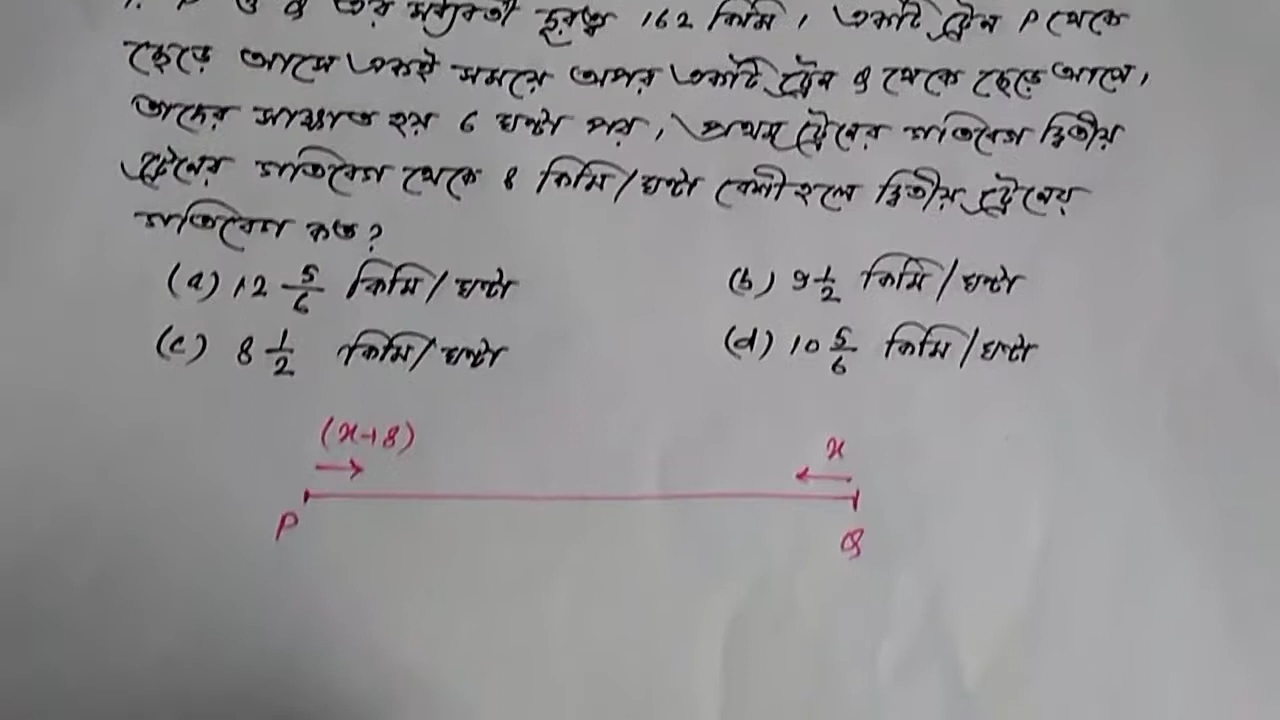 1. P ও Q এর মধ্যবর্তী দূরত্ব 162 কিমি, একটি ট্রেন P থেকে
ছেড়ে আসে একই সময়ে অপর একটি ট্রেন Q থেকে ছেড়ে আসে,
তাদের সাক্ষাত হয় 6 ঘন্টা পর, প্রথম ট্রেনের গতিবেগ দ্বিতীয়
ট্রেনের গতিবেগ থেকে 8 কিমি/ঘন্টা বেশী হলে দ্বিতীয় ট্রেনের
গতিবেগ কত?
(a) 12 5/6 কিমি/ঘন্টা (b) 9 1/2 কিমি/ঘন্টা
(c) 8 1/2 কিমি/ঘন্টা (d) 10 5/6 কিমি/ঘন্টা
(x+8) x
P Q